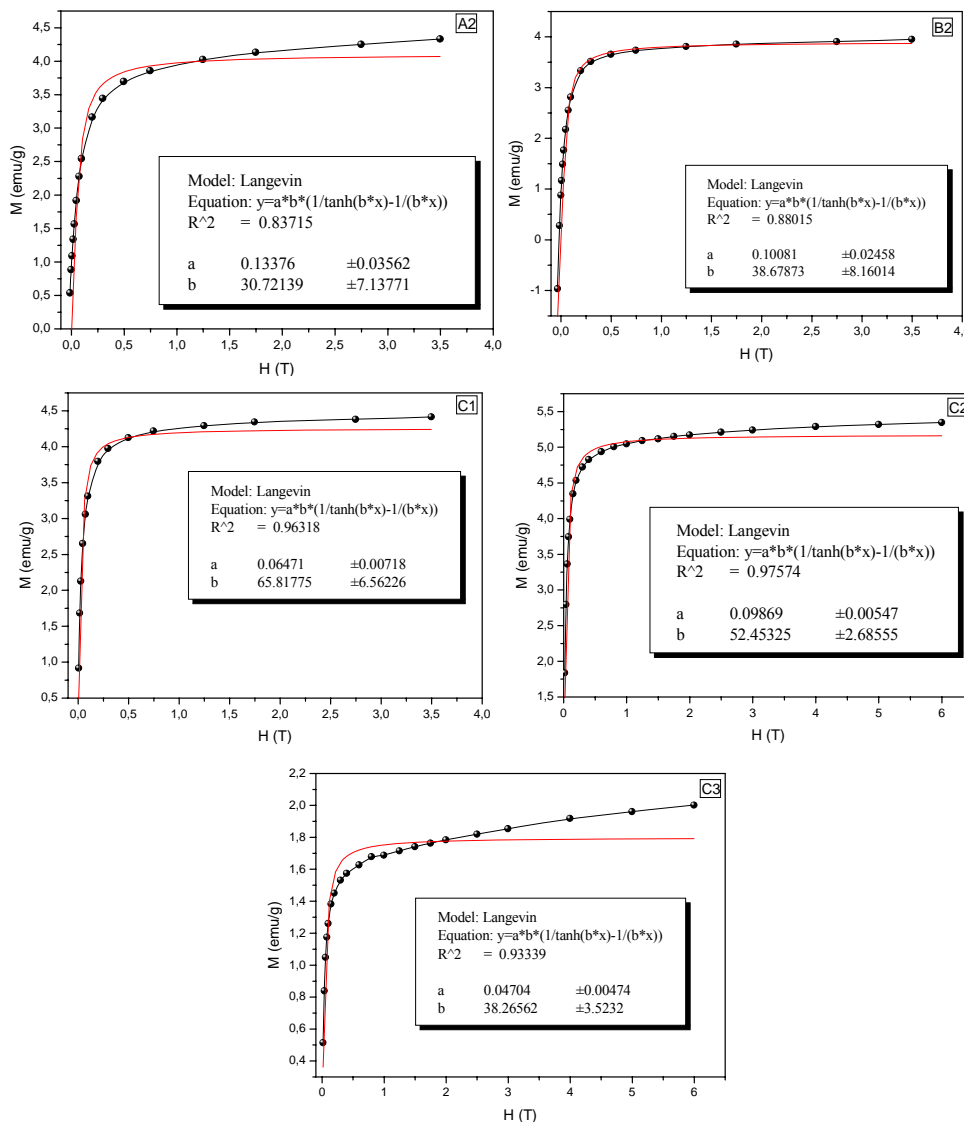 A2
4,5
4,0
3,5
3,0
2,5
2,0
1,5
1,0
0,5
0,0
M (emu/g)
Model: Langevin
Equation: y=a*b*(1/tanh(b*x)-1/(b*x))
R^2 = 0.83715
a 0.13376 ±0.03562
b 30.72139 ±7.13771
0,0 0,5 1,0 1,5 2,0 2,5 3,0 3,5 4,0
H (T)
B2
4
3
2
1
0
-1
M (emu/g)
Model: Langevin
Equation: y=a*b*(1/tanh(b*x)-1/(b*x))
R^2 = 0.88015
a 0.10081 ±0.02458
b 38.67873 ±8.16014
0,0 0,5 1,0 1,5 2,0 2,5 3,0 3,5 4,0
H (T)
C1
4,5
4,0
3,5
3,0
2,5
2,0
1,5
1,0
0,5
M (emu/g)
Model: Langevin
Equation: y=a*b*(1/tanh(b*x)-1/(b*x))
R^2 = 0.96318
a 0.06471 ±0.00718
b 65.81775 ±6.56226
0,0 0,5 1,0 1,5 2,0 2,5 3,0 3,5 4,0
H (T)
C2
5,5
5,0
4,5
4,0
3,5
3,0
2,5
2,0
1,5
M (emu/g)
Model: Langevin
Equation: y=a*b*(1/tanh(b*x)-1/(b*x))
R^2 = 0.97574
a 0.09869 ±0.00547
b 52.45325 ±2.68555
0 1 2 3 4 5 6
H (T)
C3
2,2
2,0
1,8
1,6
1,4
1,2
1,0
0,8
0,6
0,4
M (emu/g)
Model: Langevin
Equation: y=a*b*(1/tanh(b*x)-1/(b*x))
R^2 = 0.93339
a 0.04704 ±0.00474
b 38.26562 ±3.5232
0 1 2 3 4 5 6
H (T)